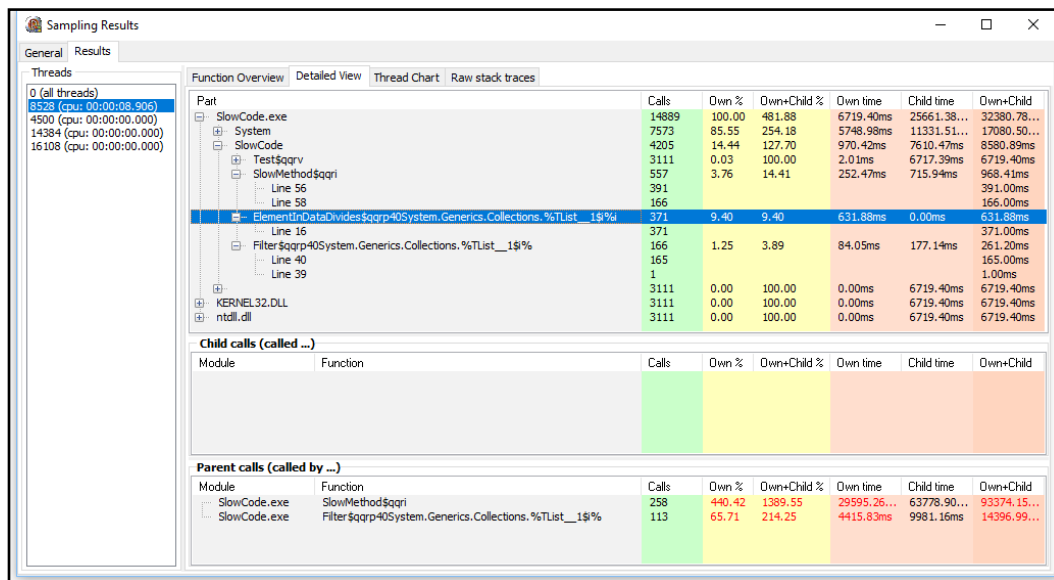 Sampling Results
General Results
Threads
0 (all threads)
8528 (cpu: 00:00:08.906)
4500 (cpu: 00:00:00.000)
14384 (cpu: 00:00:00.000)
16108 (cpu: 00:00:00.000)
Function Overview Detailed View Thread Chart Raw stack traces
Part Calls Own % Own+Child % Own time Child time Own+Child
SlowCode.exe 14889 100.00 481.88 6719.40ms 25661.38... 32380.78...
System 7573 85.55 254.18 5748.98ms 11331.51... 17080.50...
SlowCode 4205 14.44 127.70 970.42ms 7610.47ms 8580.89ms
Test$qqrv 3111 0.03 100.00 2.01ms 6717.39ms 6719.40ms
SlowMethod$qqri 557 3.76 14.41 252.47ms 715.94ms 968.41ms
Line 56 391 391.00ms
Line 58 166 166.00ms
ElementInDataDivides$qqrp40System.Generics.Collections.%TList__1$i%i 371 9.40 9.40 631.88ms 0.00ms 631.88ms
Line 16 371 371.00ms
Filter$qqrp40System.Generics.Collections.%TList__1$i% 166 1.25 3.89 84.05ms 177.14ms 261.20ms
Line 40 165 165.00ms
Line 39 1 1.00ms
3111 0.00 100.00 0.00ms 6719.40ms 6719.40ms
KERNEL32.DLL 3111 0.00 100.00 0.00ms 6719.40ms 6719.40ms
ntdll.dll 3111 0.00 100.00 0.00ms 6719.40ms 6719.40ms
Child calls (called ...)
Module Function Calls Own % Own+Child % Own time Child time Own+Child
Parent calls (called by ...)
Module Function Calls Own % Own+Child % Own time Child time Own+Child
SlowCode.exe SlowMethod$qqri 258 440.42 1389.55 29595.26... 63778.90... 93374.15...
SlowCode.exe Filter$qqrp40System.Generics.Collections.%TList__1$i% 113 65.71 214.25 4415.83ms 9981.16ms 14396.99...